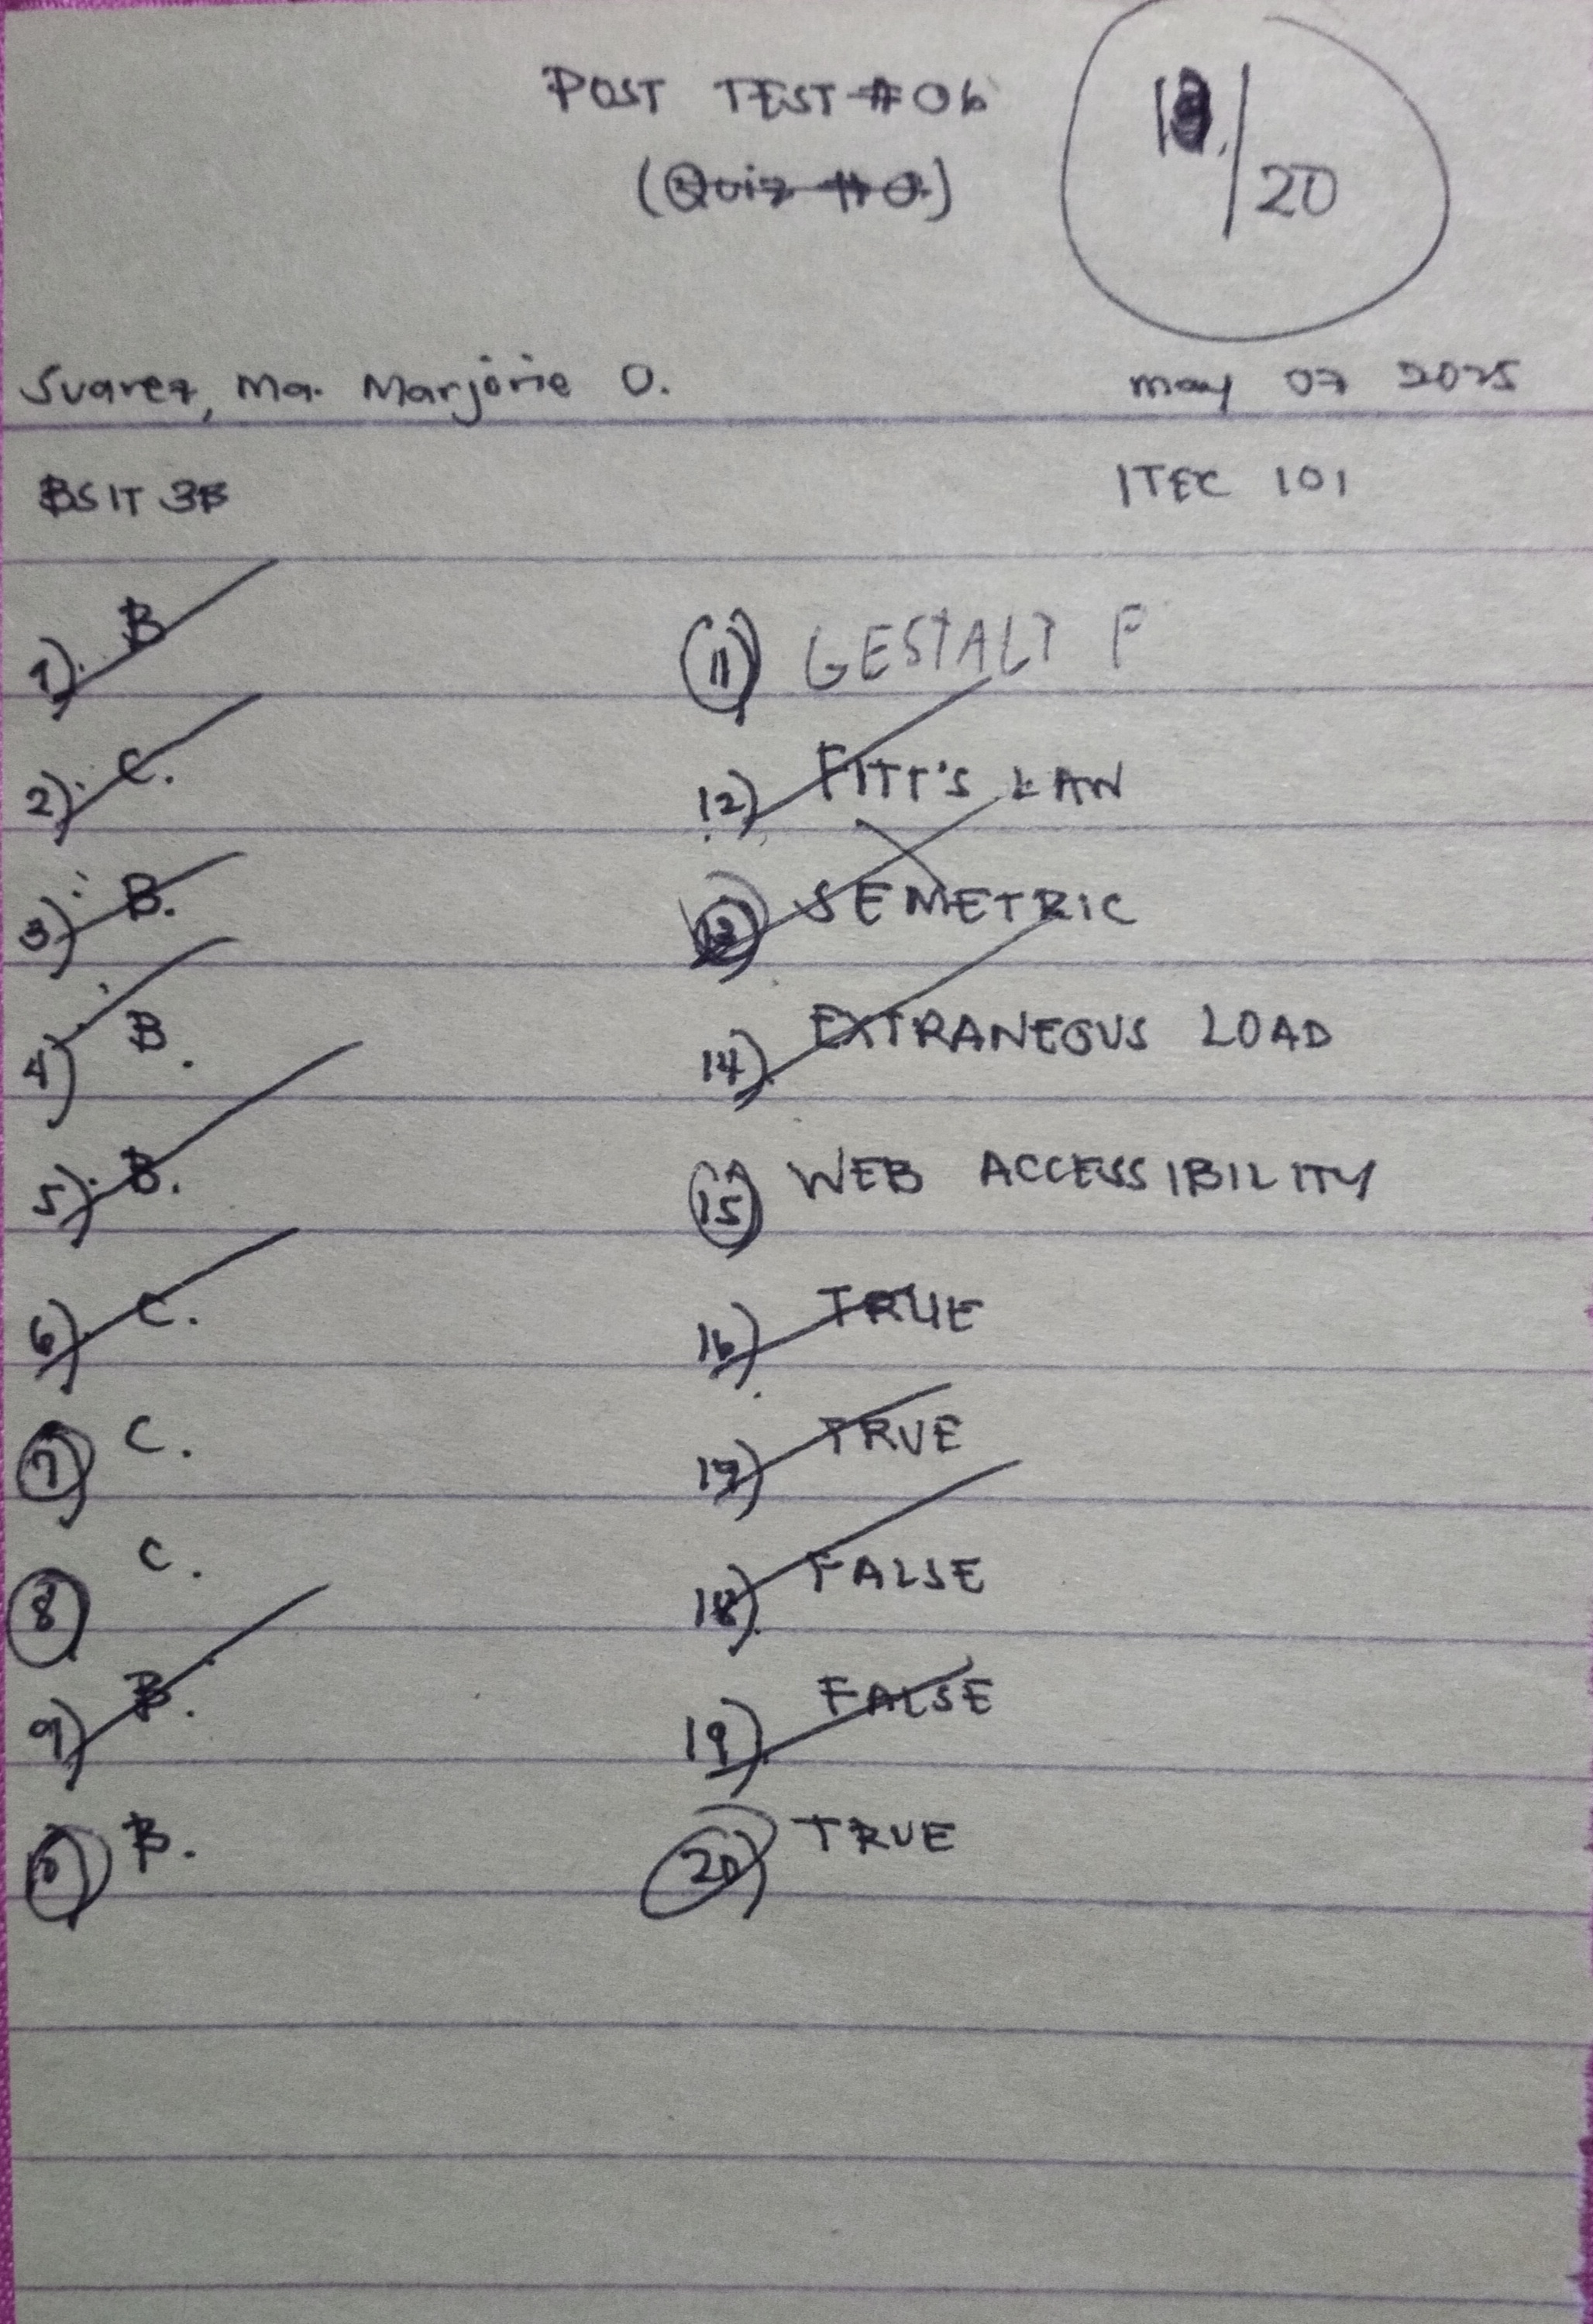 POST TEST #06
(Quiz #0.)
/20
Suarez, Ma. Marjorie O.
may 07 2025
BSIT 3B
ITEC 101
1). B
2). C.
3) B.
4) B.
5). B.
6). C.
7) C.
8 C.
9) B.
10) B.
11) GESTALT P
12) FITT'S LAW
13) SEMETRIC
14). EXTRANEOUS LOAD
15) WEB ACCESSIBILITY
16) TRUE
17) TRUE
18). FALSE
19). FALSE
20) TRUE